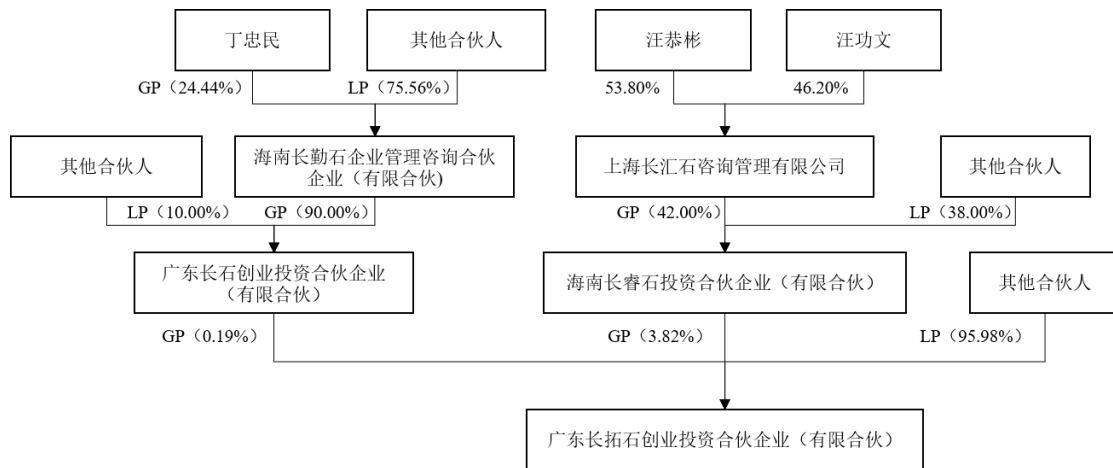 丁忠民
其他合伙人
汪恭彬
汪功文
GP（24.44%）
LP（75.56%）
53.80%
46.20%
其他合伙人
海南长勤石企业管理咨询合伙
企业（有限合伙)
上海长汇石咨询管理有限公司
其他合伙人
LP（10.00%）
GP（90.00%）
GP（42.00%）
LP（38.00%）
广东长石创业投资合伙企业
（有限合伙）
海南长睿石投资合伙企业（有限合伙）
其他合伙人
GP（0.19%）
GP（3.82%）
LP（95.98%）
广东长拓石创业投资合伙企业（有限合伙）